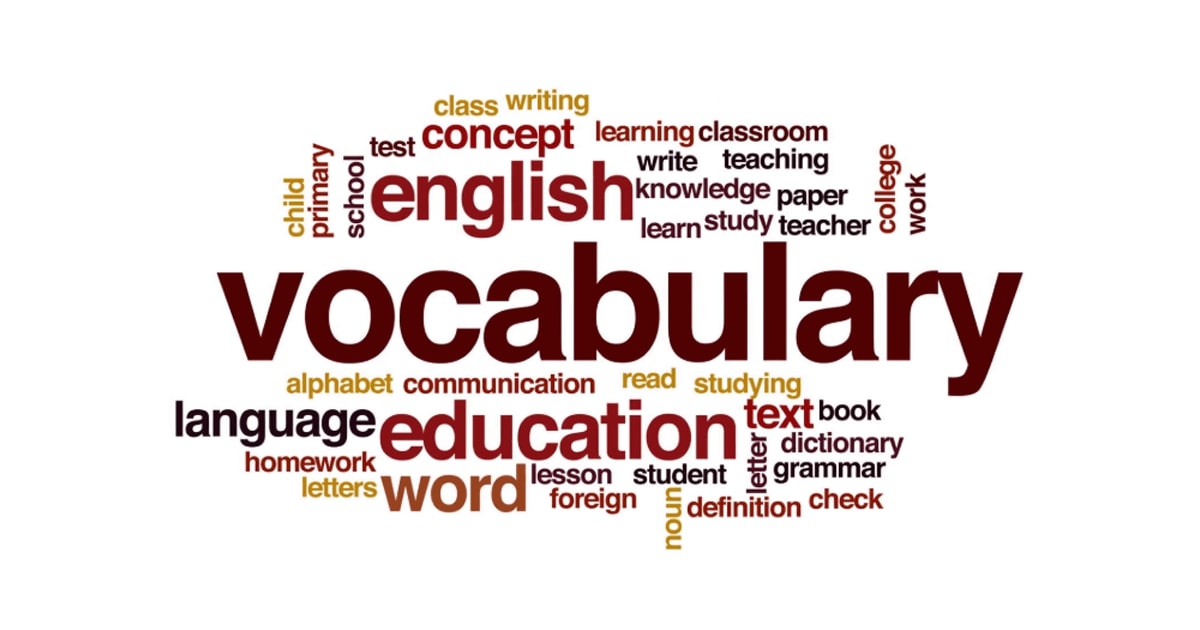 class writing
test concept learning classroom
write teaching
child primary school english knowledge paper college work
learn study teacher
vocabulary
alphabet communication read studying
language education text book
letter dictionary
homework word lesson student grammar
letters foreign noun definition check